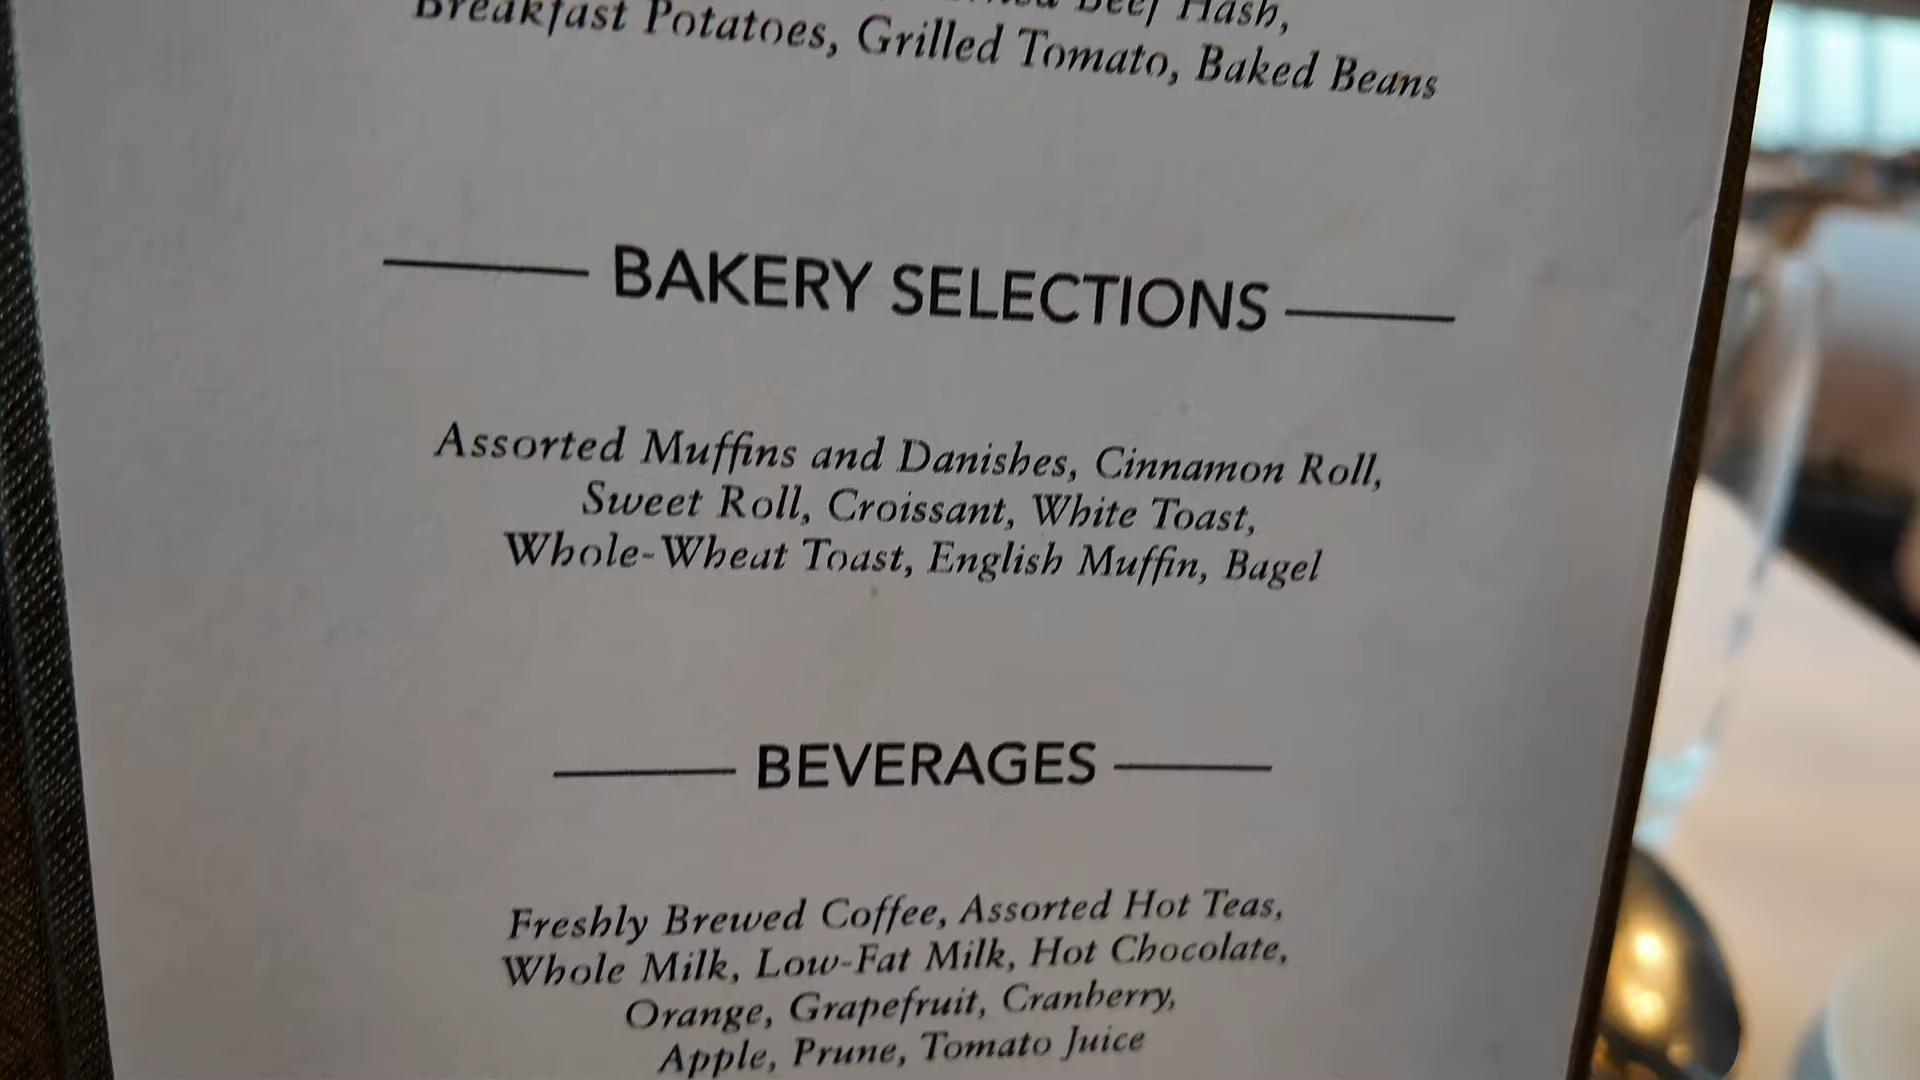 Beef Hash,
Breakfast Potatoes, Grilled Tomato, Baked Beans
BAKERY SELECTIONS
Assorted Muffins and Danishes, Cinnamon Roll,
Sweet Roll, Croissant, White Toast,
Whole-Wheat Toast, English Muffin, Bagel
BEVERAGES
Freshly Brewed Coffee, Assorted Hot Teas,
Whole Milk, Low-Fat Milk, Hot Chocolate,
Orange, Grapefruit, Cranberry,
Apple, Prune, Tomato Juice